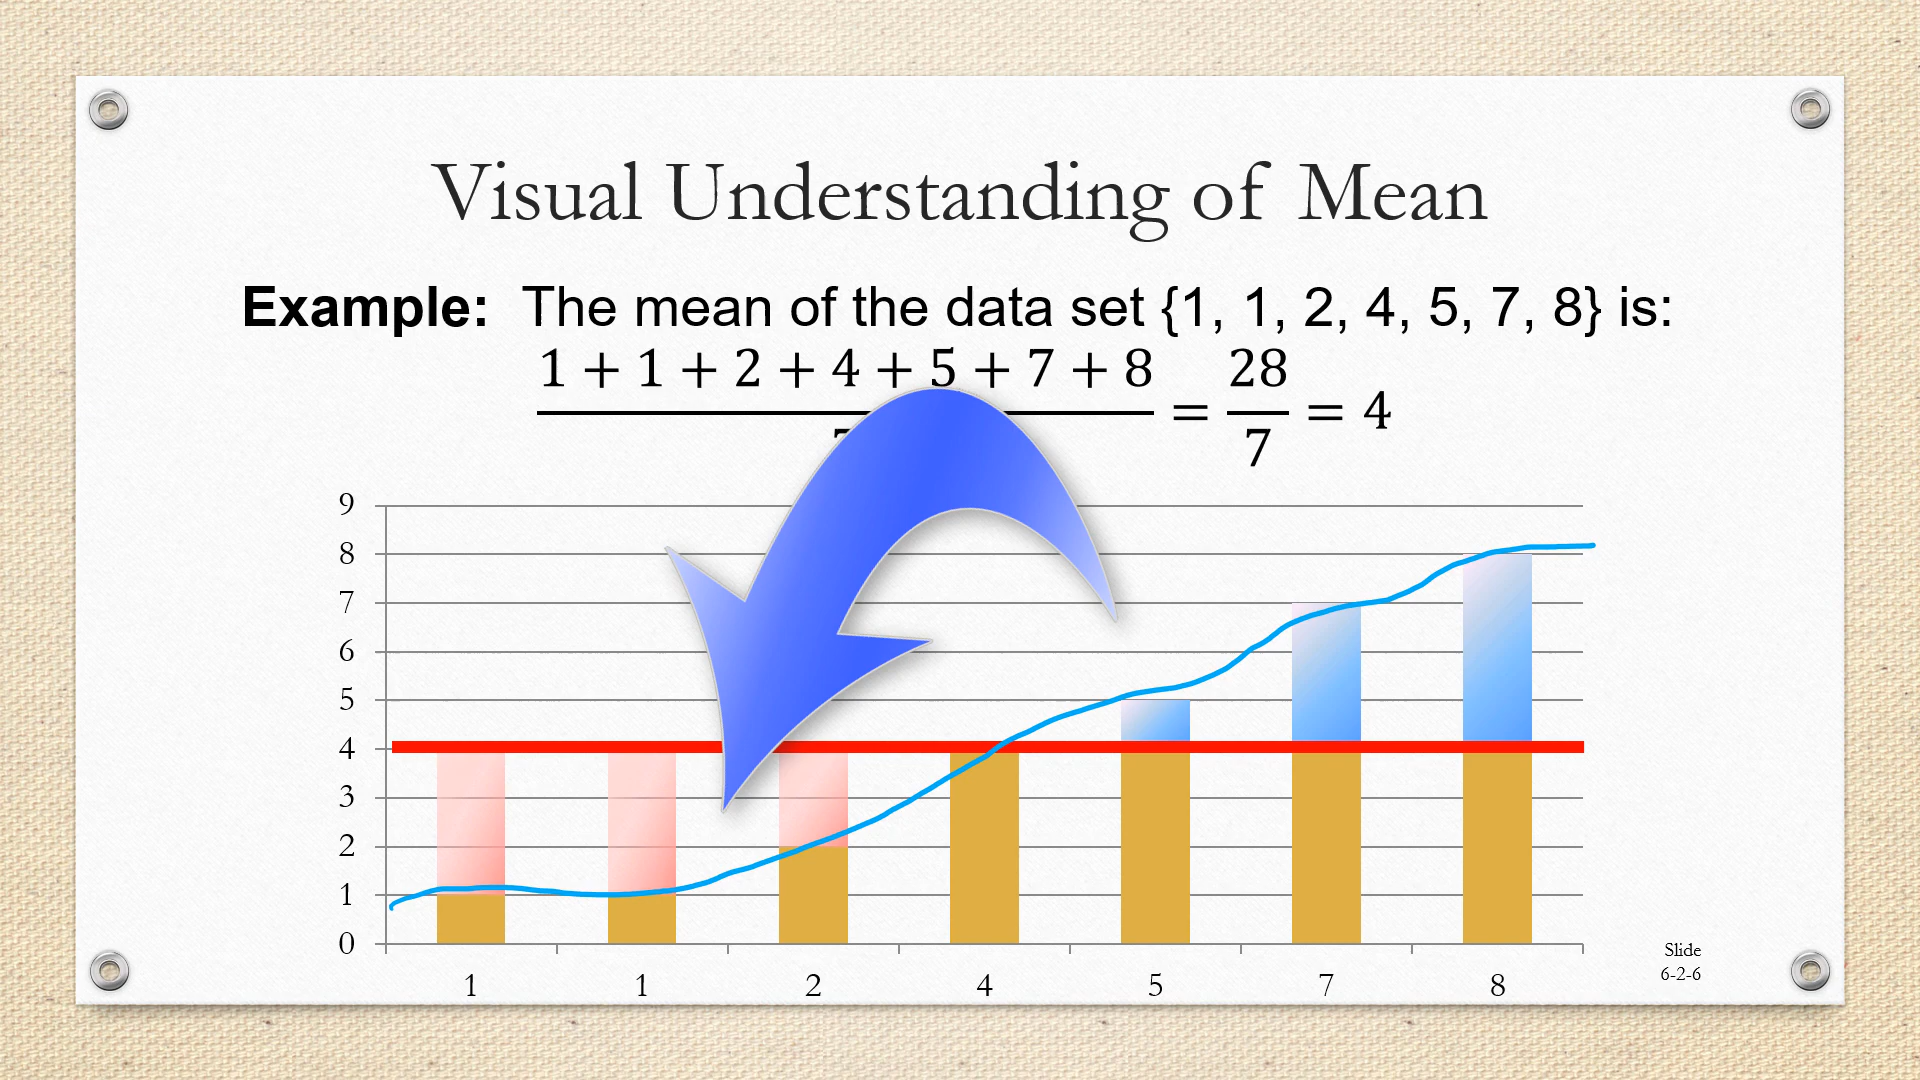 Visual Understanding of Mean
Example: The mean of the data set {1, 1, 2, 4, 5, 7, 8} is:
1 + 1 + 2 + 4 + 5 + 7 + 8
= 28/7 = 4
9
8
7
6
5
4
3
2
1
0
1 1 2 4 5 7 8
Slide
6-2-6